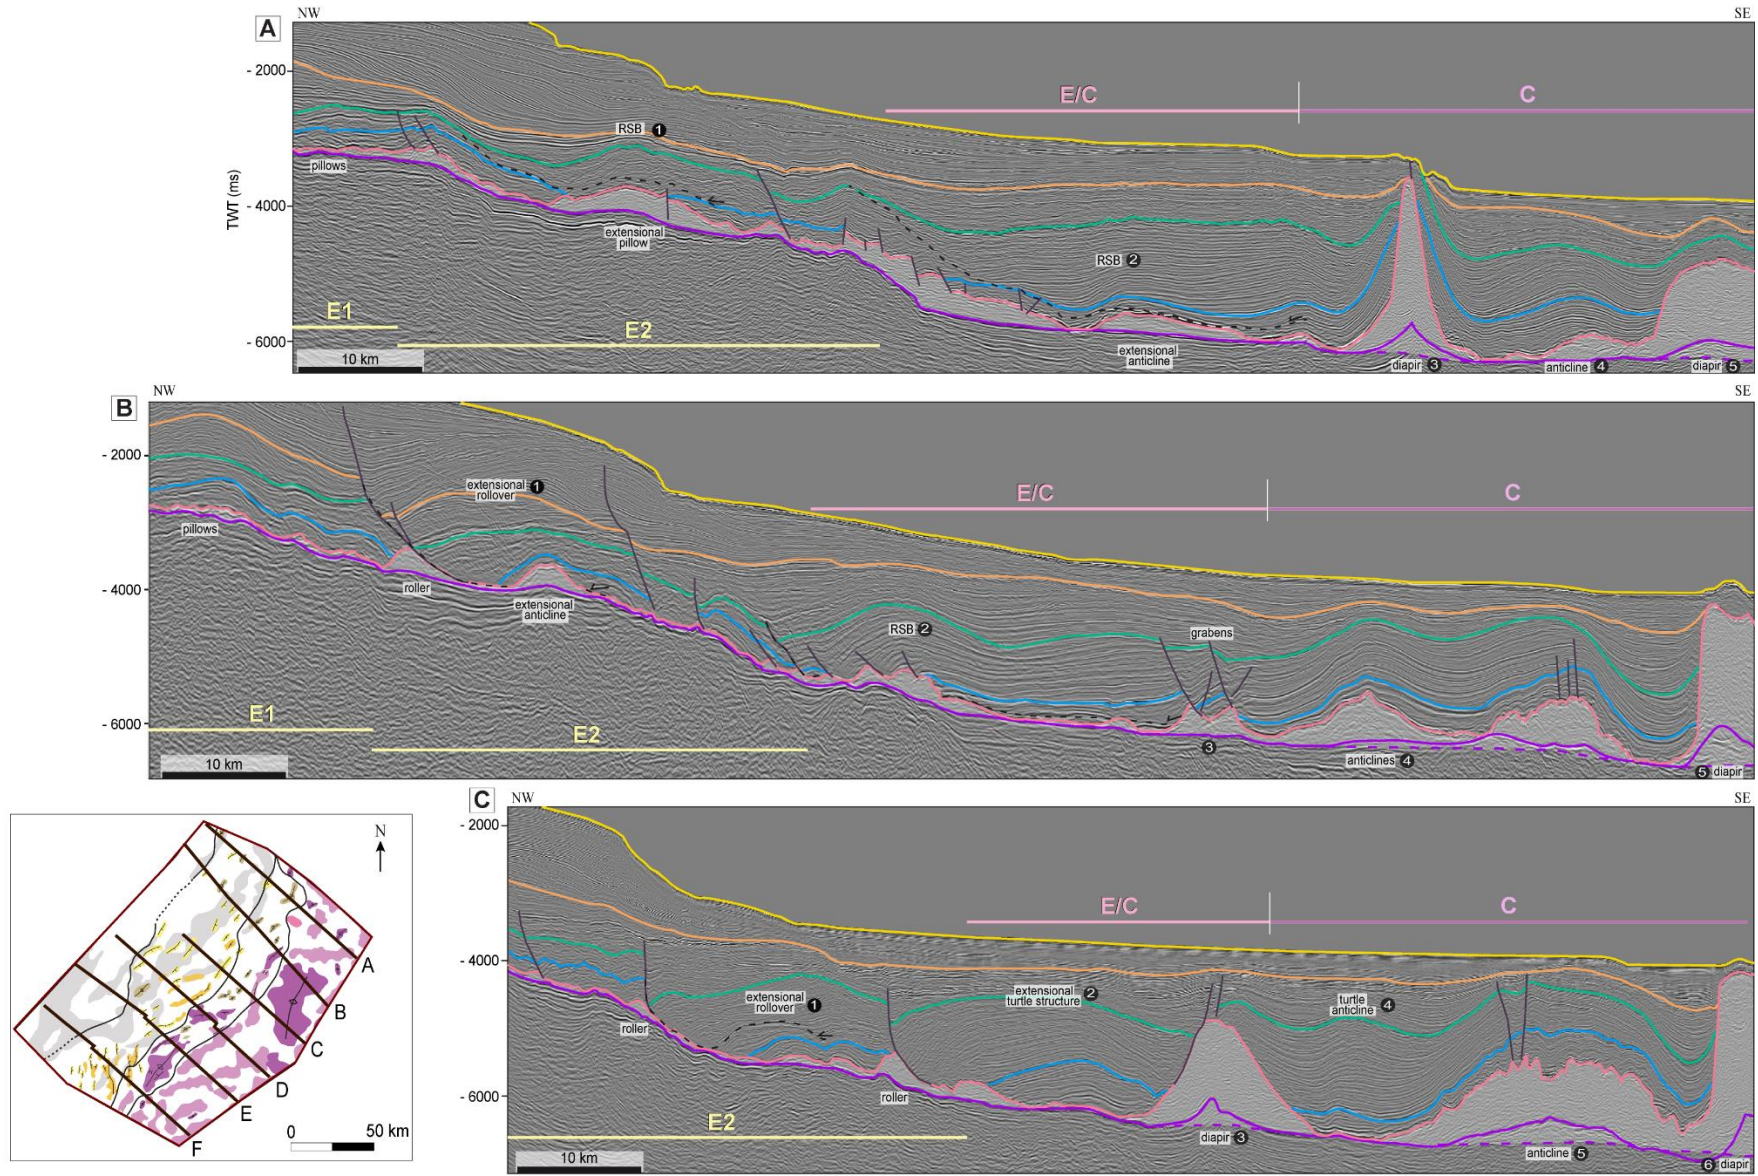 A
NW
SE
- 2000
- 4000
- 6000
TWT (ms)
E/C
C
RSB 1
pillows
extensional
pillow
RSB 2
E1
E2
10 km
extensional
anticline
diapir 3
anticline 4
diapir 5
B
NW
SE
- 2000
- 4000
- 6000
E/C
C
extensional
rollover 1
pillows
roller
extensional
anticline
RSB 2
grabens
E1
E2
10 km
3
anticlines 4
5 diapir
C
NW
SE
- 2000
- 4000
- 6000
E/C
C
extensional
rollover 1
extensional
turtle structure 2
turtle
anticline 4
roller
roller
E2
10 km
diapir 3
anticline 5
6 diapir
N
A
B
C
D
E
F
0 50 km